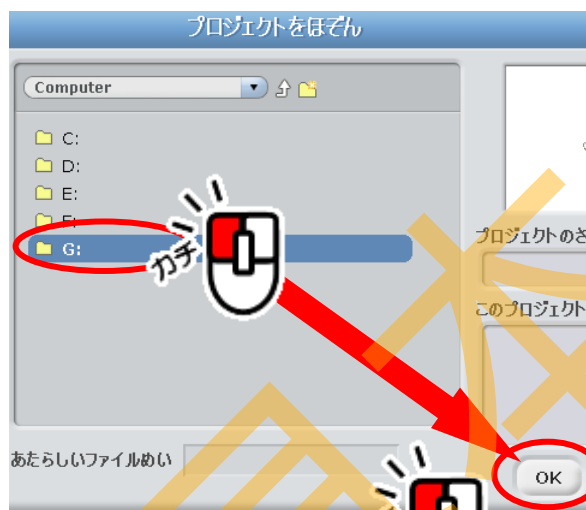 プロジェクトをほぞん
Computer
C:
D:
E:
F:
G:
カチ
プロジェクトのさ
このプロジェクト
あたらしいファイルめい
OK